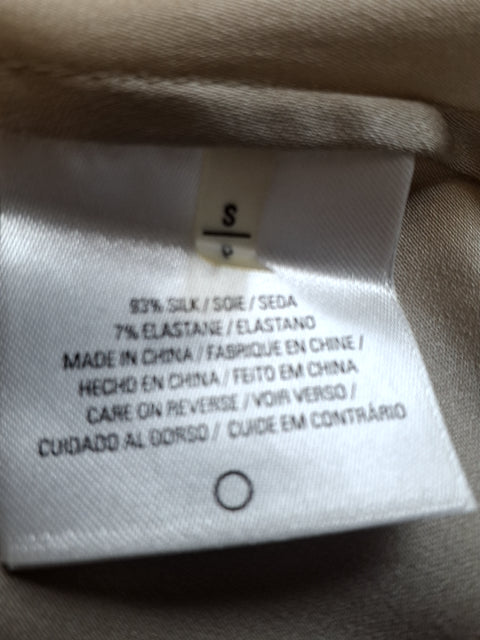 S
P
93% SILK / SOIE / SEDA
7% ELASTANE / ELASTANO
MADE IN CHINA / FABRIQUE EN CHINE /
HECHO EN CHINA / FEITO EM CHINA
CARE ON REVERSE / VOIR VERSO /
CUIDADO AL DORSO / CUIDE EM CONTRÁRIO